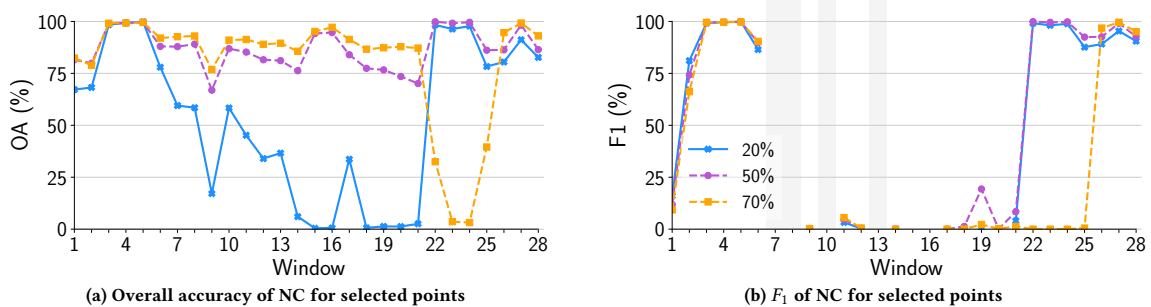 100
75
50
25
0
OA (%)
1 4 7 10 13 16 19 22 25 28
Window
(a) Overall accuracy of NC for selected points
100
75
50
25
0
F1 (%)
20%
50%
70%
1 4 7 10 13 16 19 22 25 28
Window
(b) F1 of NC for selected points